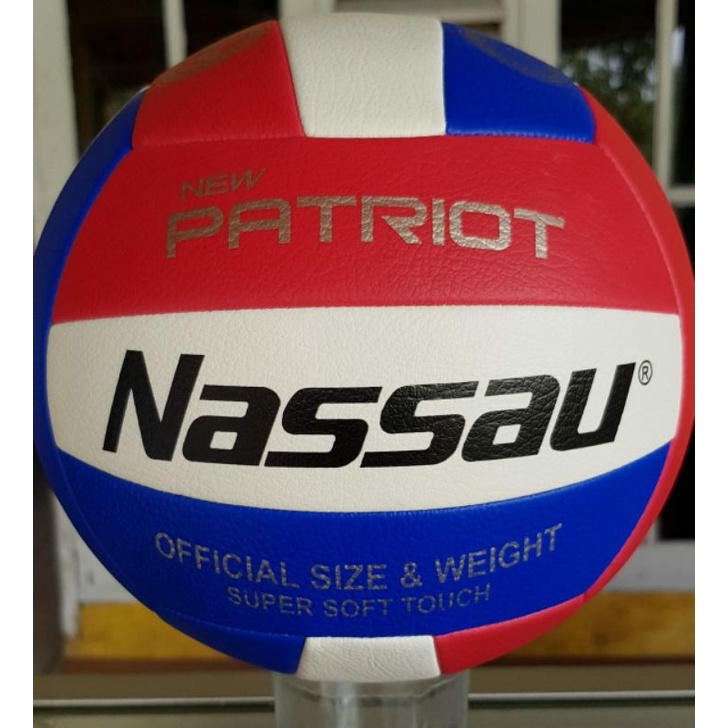 NEW
PATRIOT
Nassau®
OFFICIAL SIZE & WEIGHT
SUPER SOFT TOUCH